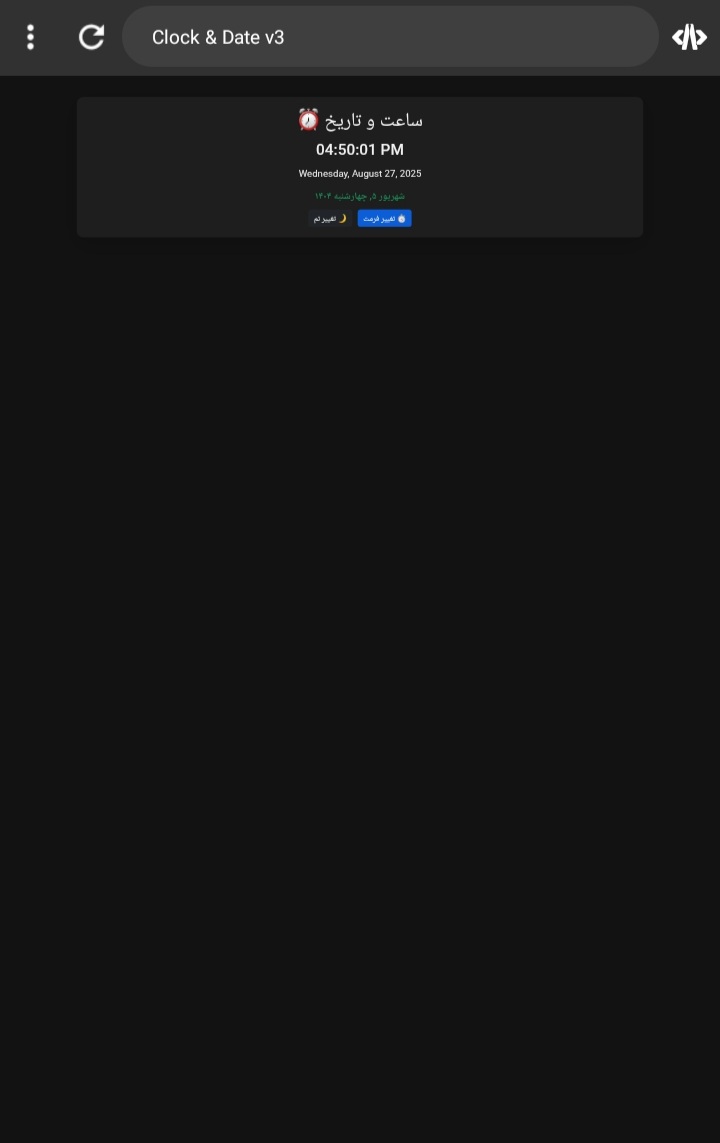 Clock & Date v3
ساعت و تاریخ ⏰
04:50:01 PM
Wednesday, August 27, 2025
شهریور ۵, چهارشنبه ۱۴۰۴
🌙 تغییر تم
⏱ تغییر فرمت